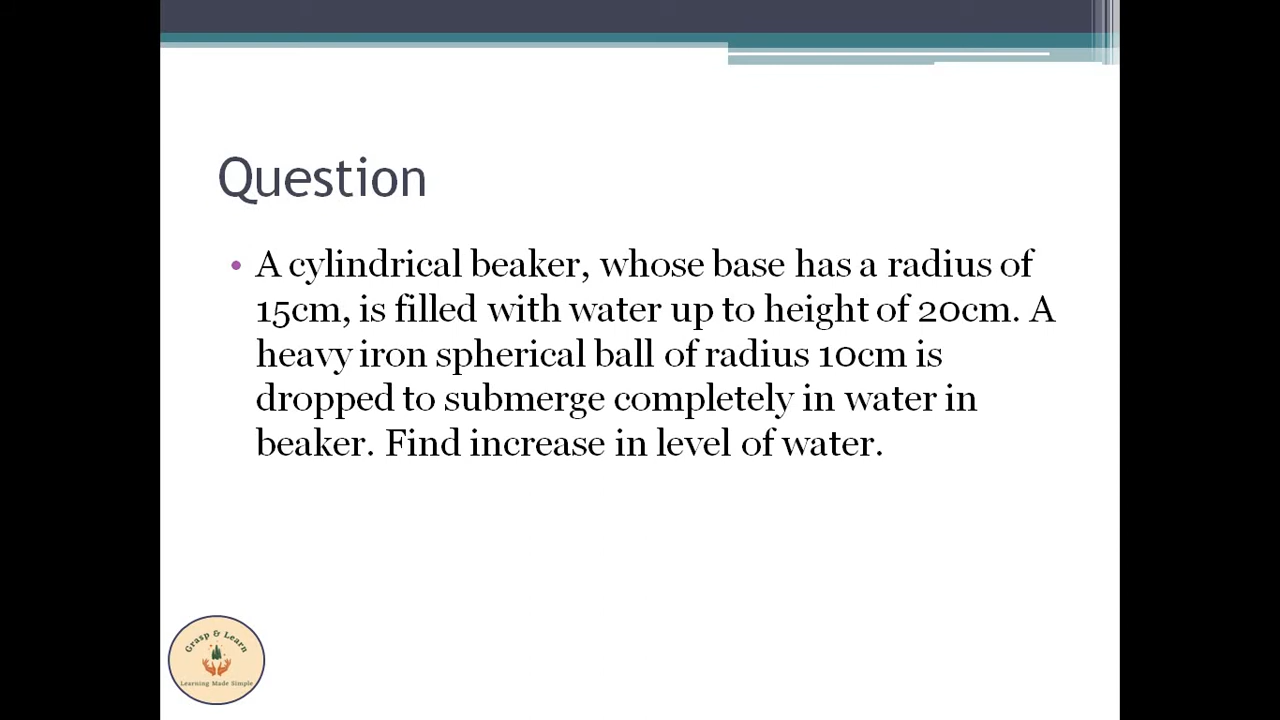 Question
• A cylindrical beaker, whose base has a radius of
15cm, is filled with water up to height of 20cm. A
heavy iron spherical ball of radius 10cm is
dropped to submerge completely in water in
beaker. Find increase in level of water.
Grasp & Learn
Learning Made Simple